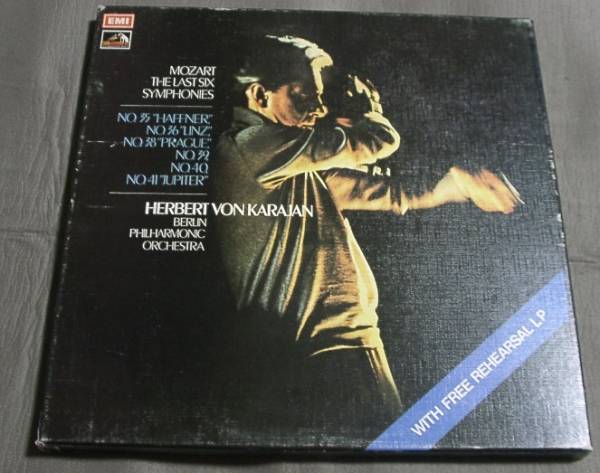 EMI
MOZART
THE LAST SIX
SYMPHONIES
NO. 35 "HAFFNER",
NO. 36 "LINZ",
NO. 38 "PRAGUE",
NO. 39,
NO. 40,
NO. 41 "JUPITER"
HERBERT VON KARAJAN
BERLIN
PHILHARMONIC
ORCHESTRA
WITH FREE REHEARSAL LP